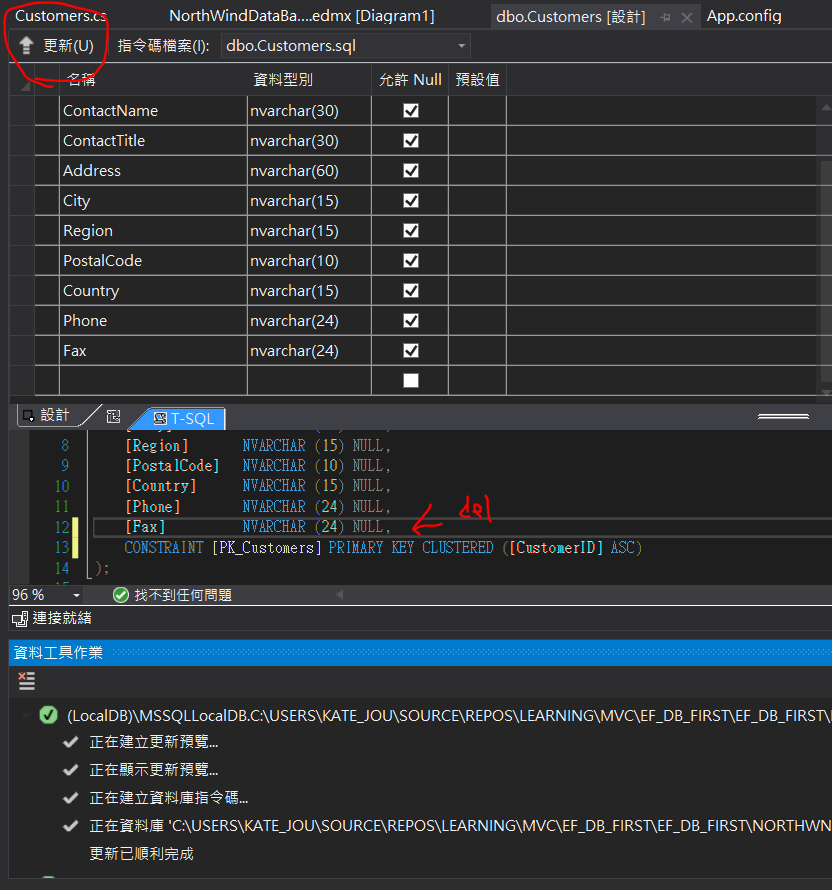 Customers.cs NorthWindDataBa....edmx [Diagram1] dbo.Customers [設計] App.config
更新(U) 指令碼檔案(I): dbo.Customers.sql
名稱 資料型別 允許 Null 預設值
ContactName nvarchar(30)
ContactTitle nvarchar(30)
Address nvarchar(60)
City nvarchar(15)
Region nvarchar(15)
PostalCode nvarchar(10)
Country nvarchar(15)
Phone nvarchar(24)
Fax nvarchar(24)
設計 T-SQL
8 [Region] NVARCHAR (15) NULL,
9 [PostalCode] NVARCHAR (10) NULL,
10 [Country] NVARCHAR (15) NULL,
11 [Phone] NVARCHAR (24) NULL,
12 [Fax] NVARCHAR (24) NULL,
13 CONSTRAINT [PK_Customers] PRIMARY KEY CLUSTERED ([CustomerID] ASC)
14 );
96 % 找不到任何問題
連接就緒
資料工具作業
(LocalDB)\MSSQLLocalDB.C:\USERS\KATE_JOU\SOURCE\REPOS\LEARNING\MVC\EF_DB_FIRST\EF_DB_FIRST\
正在建立更新預覽...
正在顯示更新預覽...
正在建立資料庫指令碼...
正在資料庫 'C:\USERS\KATE_JOU\SOURCE\REPOS\LEARNING\MVC\EF_DB_FIRST\EF_DB_FIRST\NORTHWN
更新已順利完成